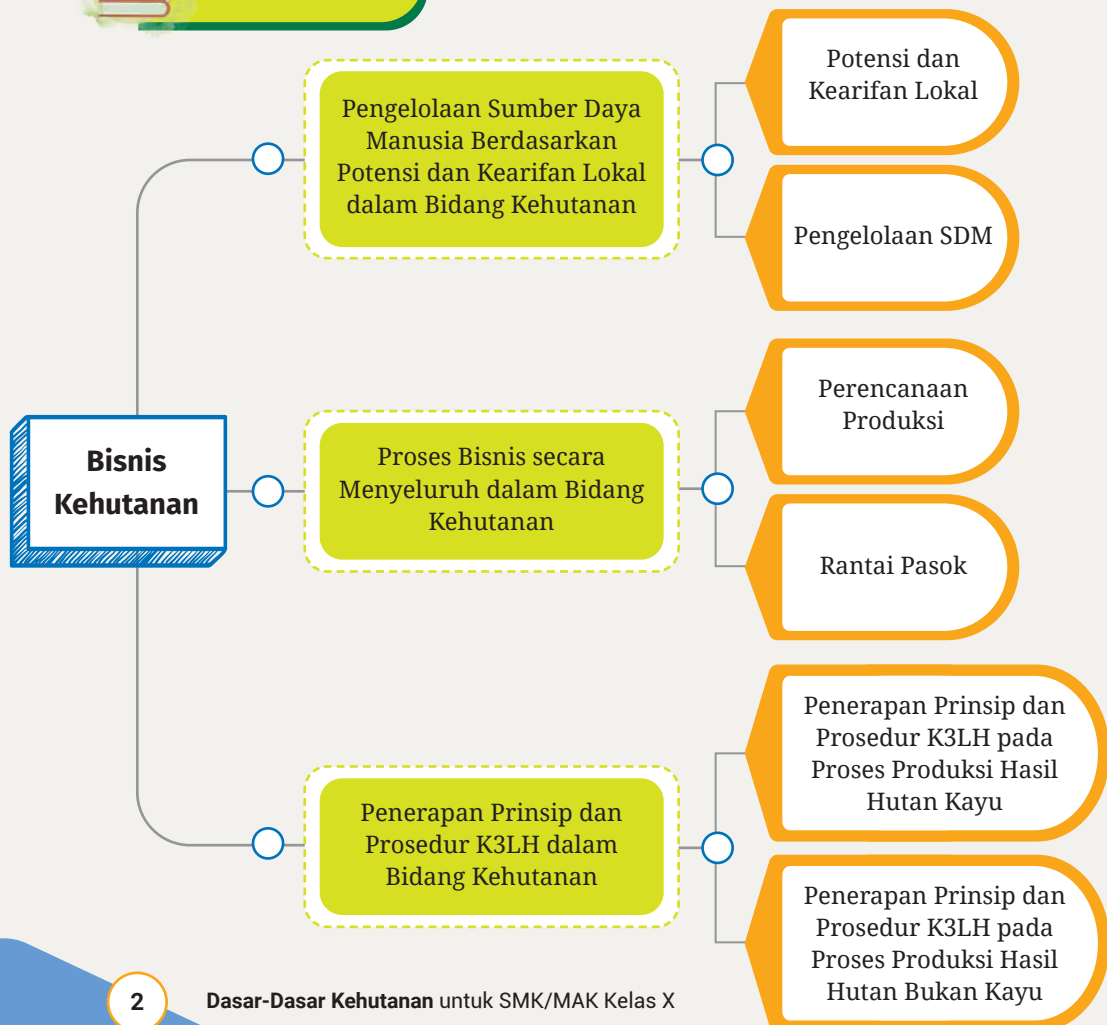 Bisnis
Kehutanan
Pengelolaan Sumber Daya
Manusia Berdasarkan
Potensi dan Kearifan Lokal
dalam Bidang Kehutanan
Potensi dan
Kearifan Lokal
Pengelolaan SDM
Proses Bisnis secara
Menyeluruh dalam Bidang
Kehutanan
Perencanaan
Produksi
Rantai Pasok
Penerapan Prinsip dan
Prosedur K3LH dalam
Bidang Kehutanan
Penerapan Prinsip dan
Prosedur K3LH pada
Proses Produksi Hasil
Hutan Kayu
Penerapan Prinsip dan
Prosedur K3LH pada
Proses Produksi Hasil
Hutan Bukan Kayu
2
Dasar-Dasar Kehutanan untuk SMK/MAK Kelas X